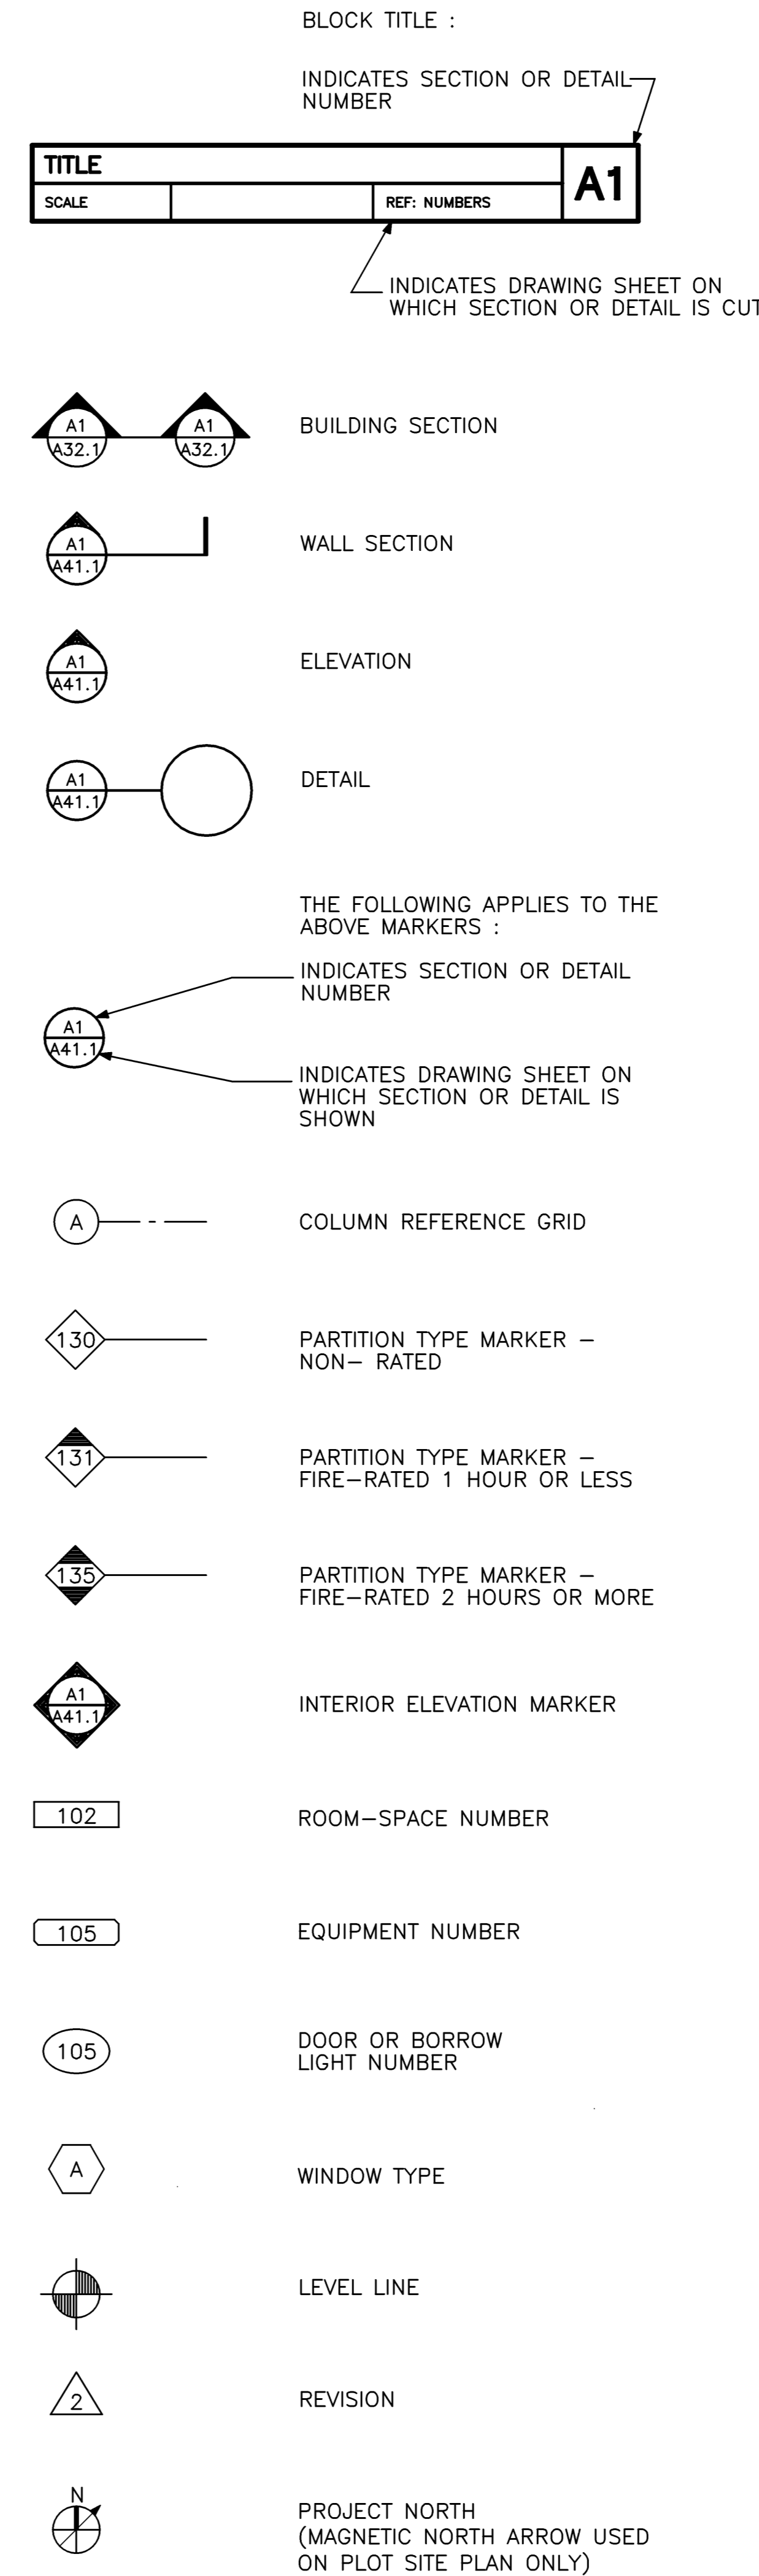 BLOCK TITLE :
INDICATES SECTION OR DETAIL
NUMBER
TITLE
A1
SCALE
REF: NUMBERS
INDICATES DRAWING SHEET ON
WHICH SECTION OR DETAIL IS CUT
A1
A32.1
A1
A32.1
BUILDING SECTION
A1
A41.1
WALL SECTION
A1
A41.1
ELEVATION
A1
A41.1
DETAIL
THE FOLLOWING APPLIES TO THE
ABOVE MARKERS :
INDICATES SECTION OR DETAIL
NUMBER
A1
A41.1
INDICATES DRAWING SHEET ON
WHICH SECTION OR DETAIL IS
SHOWN
A
COLUMN REFERENCE GRID
130
PARTITION TYPE MARKER –
NON– RATED
131
PARTITION TYPE MARKER –
FIRE–RATED 1 HOUR OR LESS
135
PARTITION TYPE MARKER –
FIRE–RATED 2 HOURS OR MORE
A1
A41.1
INTERIOR ELEVATION MARKER
102
ROOM–SPACE NUMBER
105
EQUIPMENT NUMBER
105
DOOR OR BORROW
LIGHT NUMBER
A
WINDOW TYPE
LEVEL LINE
2
REVISION
N
PROJECT NORTH
(MAGNETIC NORTH ARROW USED
ON PLOT SITE PLAN ONLY)